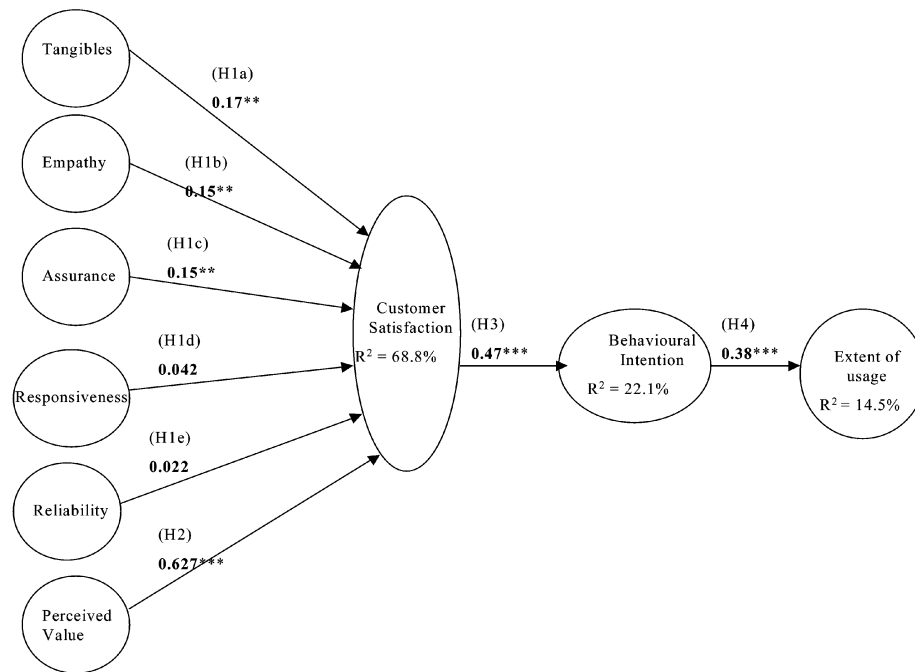 Tangibles
(H1a)
0.17**
Empathy
(H1b)
0.15**
Assurance
(H1c)
0.15**
Responsiveness
(H1d)
0.042
Reliability
(H1e)
0.022
Perceived
Value
(H2)
0.627***
Customer
Satisfaction
R² = 68.8%
(H3)
0.47***
Behavioural
Intention
R² = 22.1%
(H4)
0.38***
Extent of
usage
R² = 14.5%